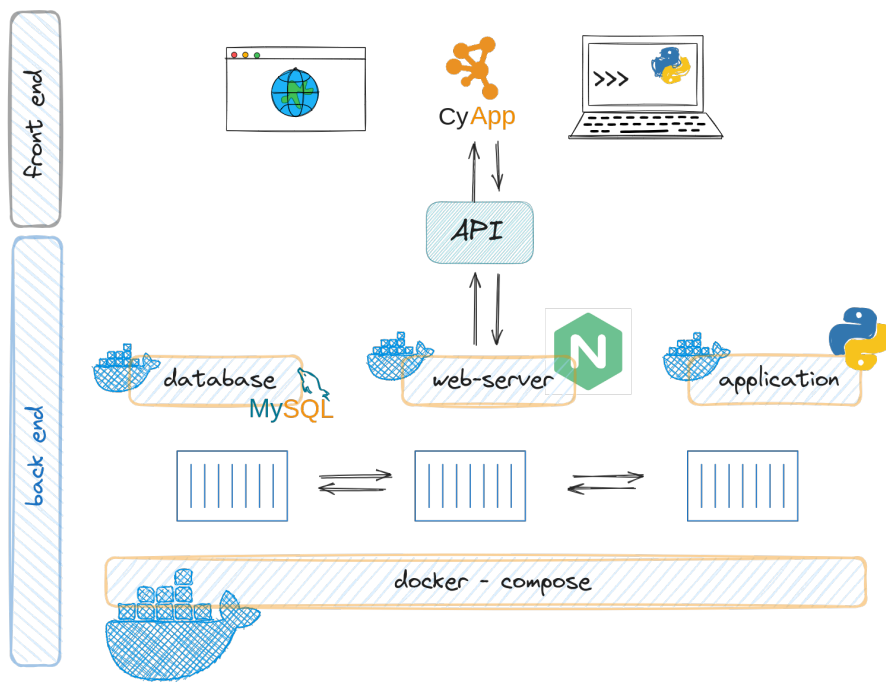 front end
CyApp
>>>
API
N
database
MySQL
web-server
application
back end
docker - compose